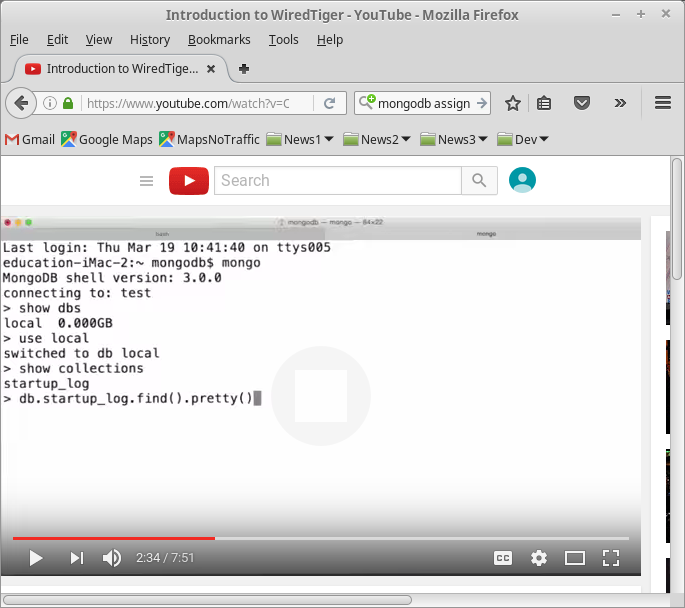 Introduction to WiredTiger - YouTube - Mozilla Firefox
File Edit View History Bookmarks Tools Help
Introduction to WiredTige...
https://www.youtube.com/watch?v=C
mongodb assign
Gmail Google Maps MapsNoTraffic News1 News2 News3 Dev
Search
mongodb — mongo — 84×22
bash mongo
Last login: Thu Mar 19 10:41:40 on ttys005
education-iMac-2:~ mongodb$ mongo
MongoDB shell version: 3.0.0
connecting to: test
> show dbs
local 0.000GB
> use local
switched to db local
> show collections
startup_log
> db.startup_log.find().pretty()
2:34 / 7:51
CC